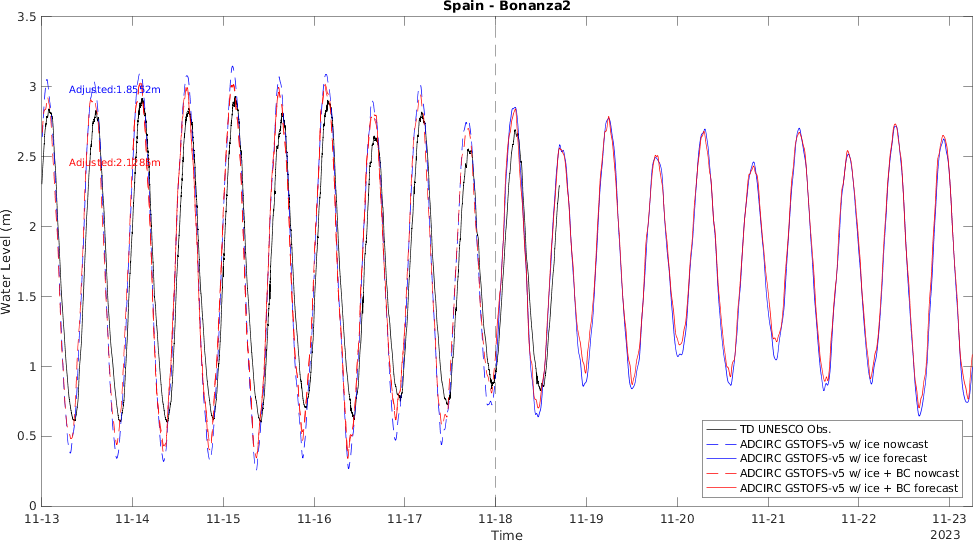 Spain - Bonanza2
3.5
3
2.5
2
1.5
1
0.5
0
Water Level (m)
Adjusted:1.8552m
Adjusted:2.1285m
TD UNESCO Obs.
ADCIRC GSTOFS-v5 w/ ice nowcast
ADCIRC GSTOFS-v5 w/ ice forecast
ADCIRC GSTOFS-v5 w/ ice + BC nowcast
ADCIRC GSTOFS-v5 w/ ice + BC forecast
11-13 11-14 11-15 11-16 11-17 11-18 11-19 11-20 11-21 11-22 11-23
Time
2023